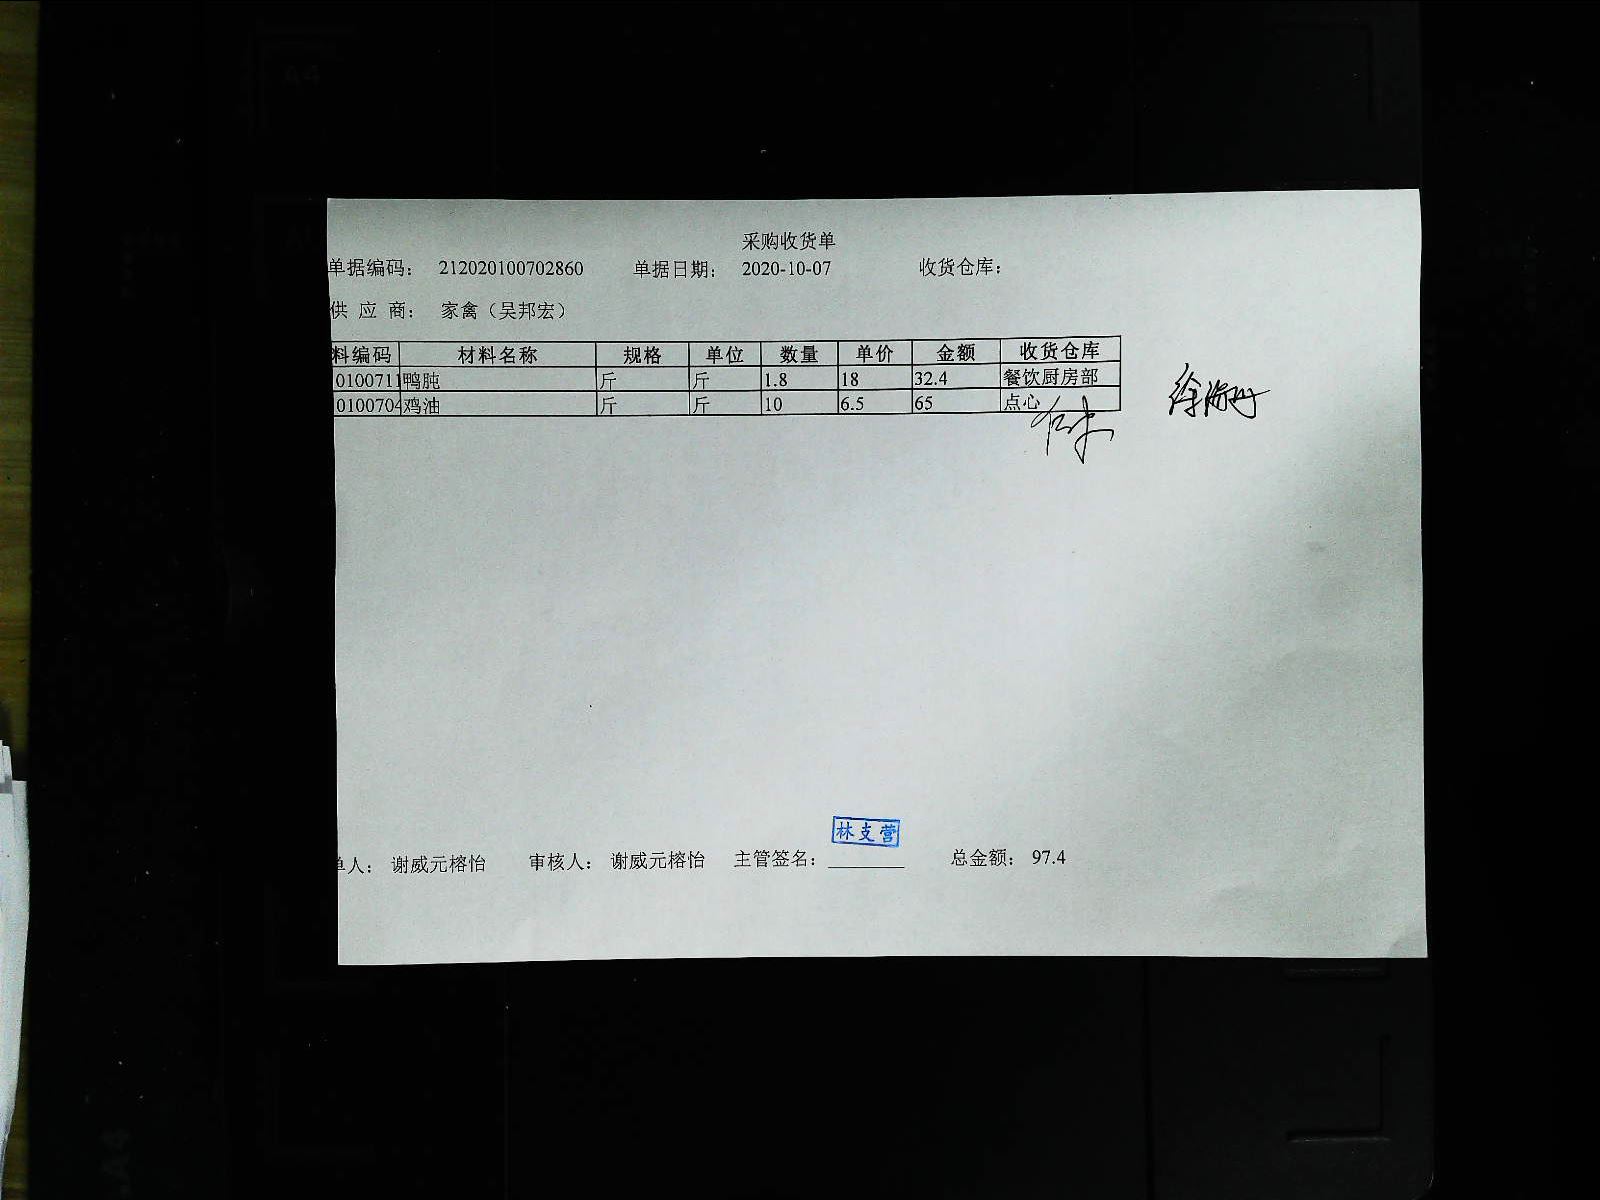 采购收货单
单据编码： 212020100702860 单据日期： 2020-10-07 收货仓库：
供 应 商： 家禽（吴邦宏）
料编码 材料名称 规格 单位 数量 单价 金额 收货仓库
0100711 鸭肫 斤 斤 1.8 18 32.4 餐饮厨房部
0100704 鸡油 斤 斤 10 6.5 65 点心
林支营
单人： 谢威元榕怡 审核人： 谢威元榕怡 主管签名： 总金额： 97.4